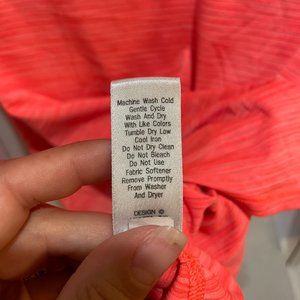 Machine Wash Cold
Gentle Cycle
Wash And Dry
With Like Colors
Tumble Dry Low
Cool Iron
Do Not Dry Clean
Do Not Bleach
Do Not Use
Fabric Softener
Remove Promptly
From Washer
And Dryer
DESIGN ©